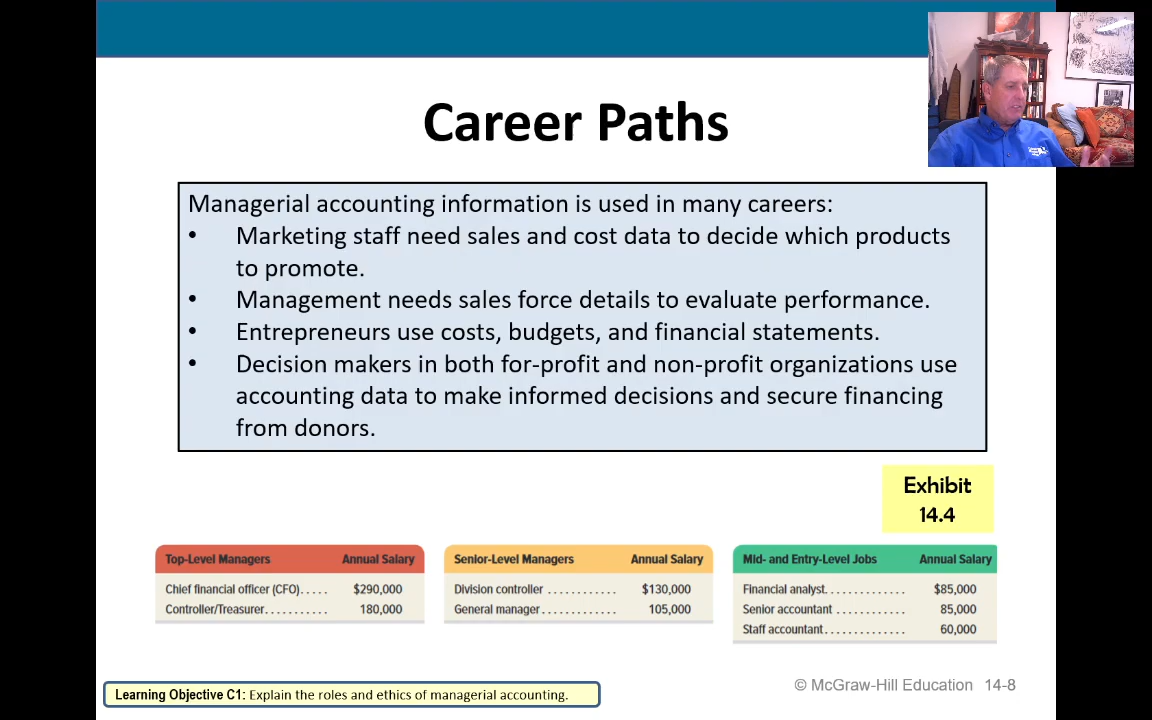 Career Paths
Managerial accounting information is used in many careers:
• Marketing staff need sales and cost data to decide which products
to promote.
• Management needs sales force details to evaluate performance.
• Entrepreneurs use costs, budgets, and financial statements.
• Decision makers in both for-profit and non-profit organizations use
accounting data to make informed decisions and secure financing
from donors.
Exhibit
14.4
Top-Level Managers Annual Salary
Chief financial officer (CFO)..... $290,000
Controller/Treasurer........... 180,000
Senior-Level Managers Annual Salary
Division controller ............ $130,000
General manager............. 105,000
Mid- and Entry-Level Jobs Annual Salary
Financial analyst.............. $85,000
Senior accountant ............ 85,000
Staff accountant.............. 60,000
Learning Objective C1: Explain the roles and ethics of managerial accounting.
© McGraw-Hill Education 14-8